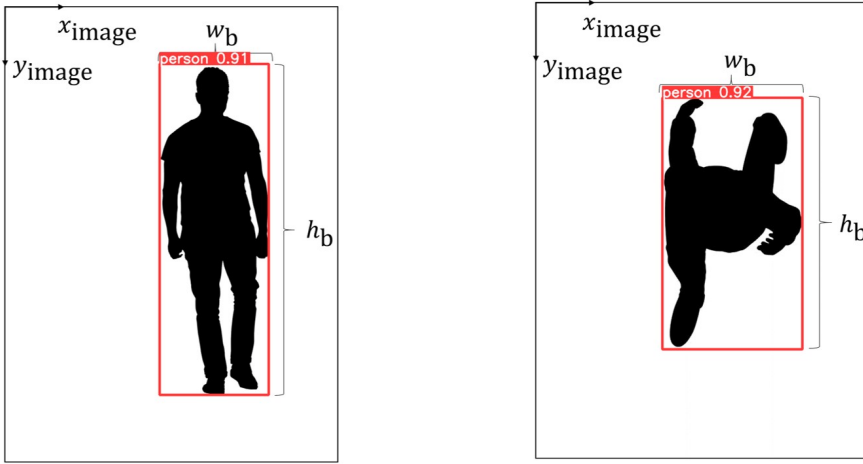 x_image
y_image
w_b
person 0.91
h_b
x_image
y_image
w_b
person 0.92
h_b